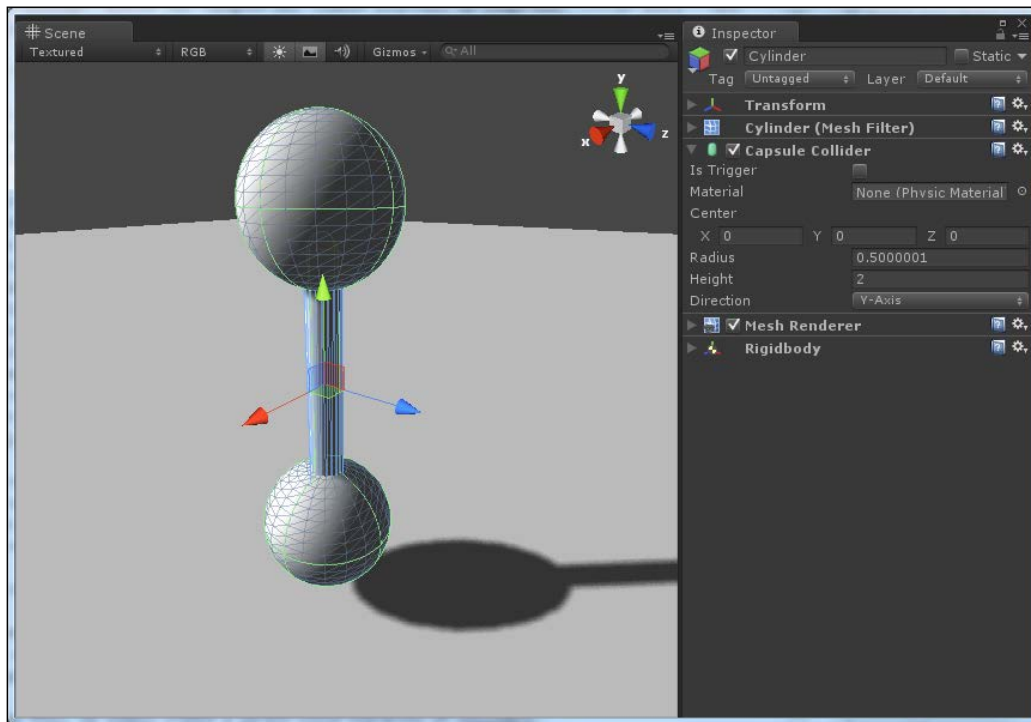 Scene
Textured RGB Gizmos All
y
x z
Inspector
Cylinder Static
Tag Untagged Layer Default
Transform
Cylinder (Mesh Filter)
Capsule Collider
Is Trigger
Material None (Physic Material
Center
X 0 Y 0 Z 0
Radius 0.5000001
Height 2
Direction Y-Axis
Mesh Renderer
Rigidbody